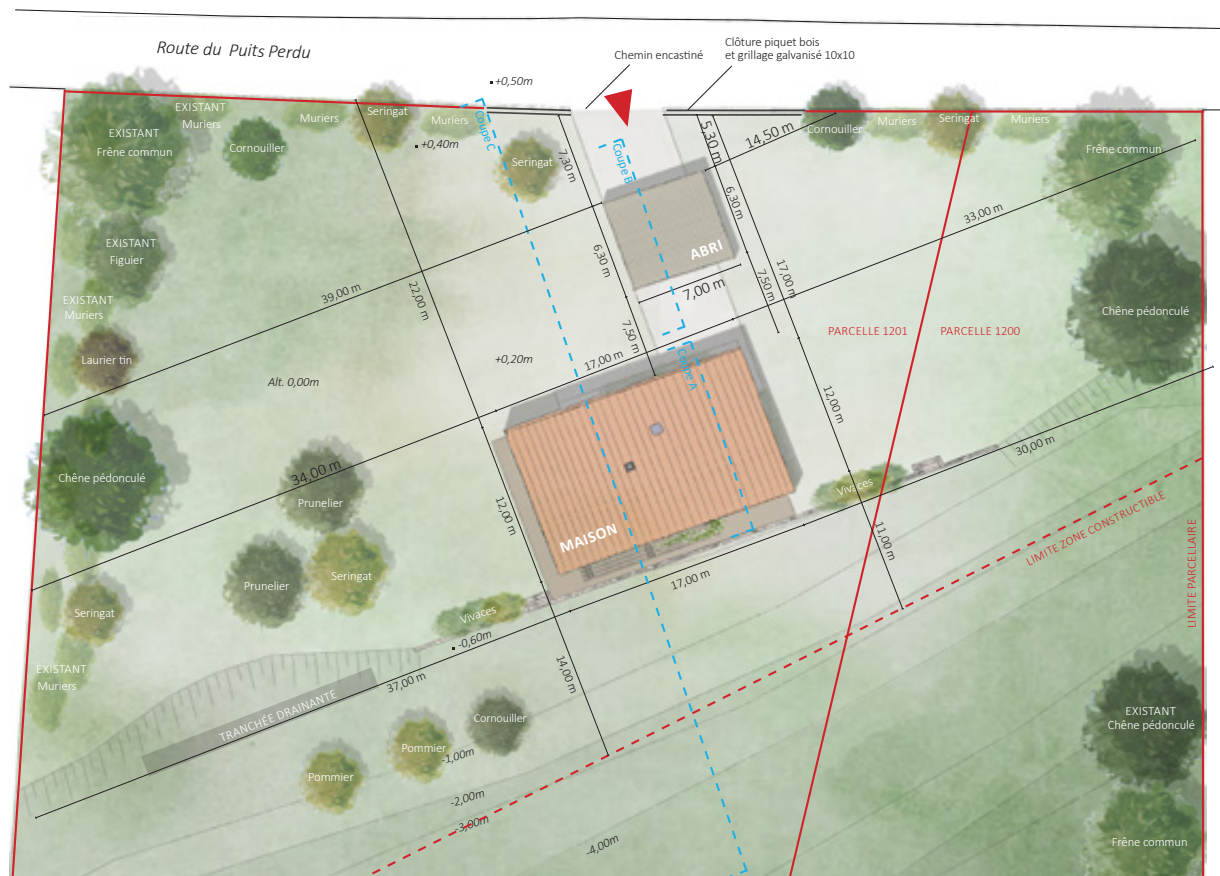 Route du Puits Perdu
Chemin encastiné
Clôture piquet bois
et grillage galvanisé 10x10
+0,50m
EXISTANT
Muriers
Muriers
Seringat
Muriers
Coupe C
EXISTANT
Frêne commun
Cornouiller
+0,40m
Seringat
7,30 m
Coupe B
5,30 m
14,50 m
Cornouiller
Muriers
Seringat
Muriers
Frêne commun
6,30 m
33,00 m
EXISTANT
Figuier
ABRI
6,30 m
39,00 m
22,00 m
7,00 m
7,50 m
17,00 m
EXISTANT
Muriers
Chêne pédonculé
7,50 m
PARCELLE 1201
PARCELLE 1200
Laurier tin
+0,20m
17,00 m
Coupe A
Alt. 0,00m
12,00 m
34,00 m
30,00 m
Chêne pédonculé
Prunelier
12,00 m
Vivaces
MAISON
11,00 m
LIMITE ZONE CONSTRUCTIBLE
LIMITE PARCELLAIRE
Prunelier
Seringat
17,00 m
Seringat
Vivaces
-0,60m
EXISTANT
Muriers
37,00 m
14,00 m
TRANCHÉE DRAINANTE
Cornouiller
EXISTANT
Chêne pédonculé
Pommier
-1,00m
Pommier
-2,00m
-3,00m
-4,00m
Frêne commun